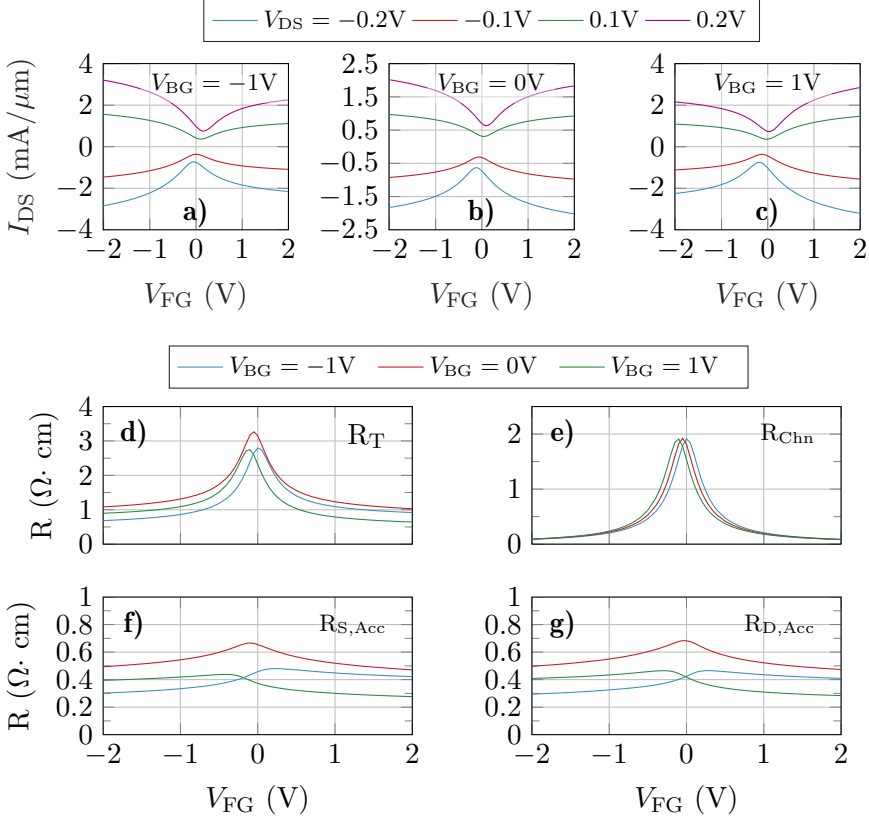 V_DS = −0.2V −0.1V 0.1V 0.2V
I_DS (mA/μm)
4 2 0 −2 −4
V_BG = −1V
a)
−2 −1 0 1 2
V_FG (V)
2.5 1.5 0.5 −0.5 −1.5 −2.5
V_BG = 0V
b)
−2 −1 0 1 2
V_FG (V)
4 2 0 −2 −4
V_BG = 1V
c)
−2 −1 0 1 2
V_FG (V)
V_BG = −1V V_BG = 0V V_BG = 1V
R (Ω· cm)
4 3 2 1 0
d)
R_T
−2 1 0
e)
R_Chn
R (Ω· cm)
1 0.8 0.6 0.4 0.2 0
f)
R_S,Acc
−2 −1 0 1 2
V_FG (V)
1 0.8 0.6 0.4 0.2 0
g)
R_D,Acc
−2 −1 0 1 2
V_FG (V)